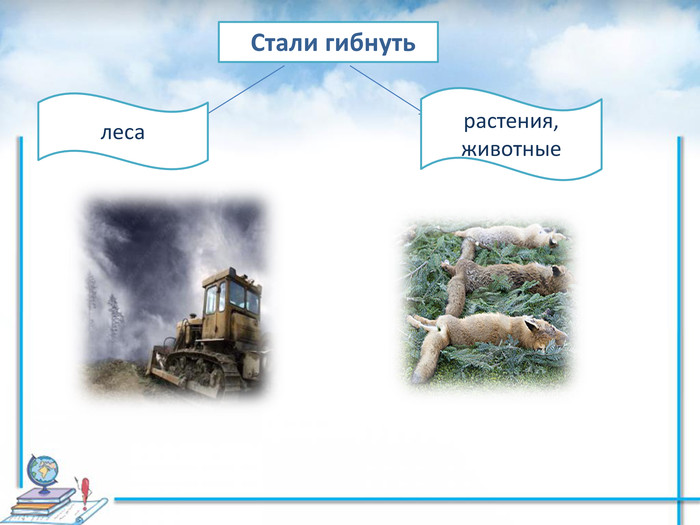 Стали гибнуть
леса
растения,
животные